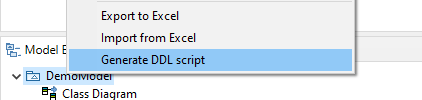 Export to Excel
Import from Excel
Generate DDL script
Model E
DemoModel
Class Diagram